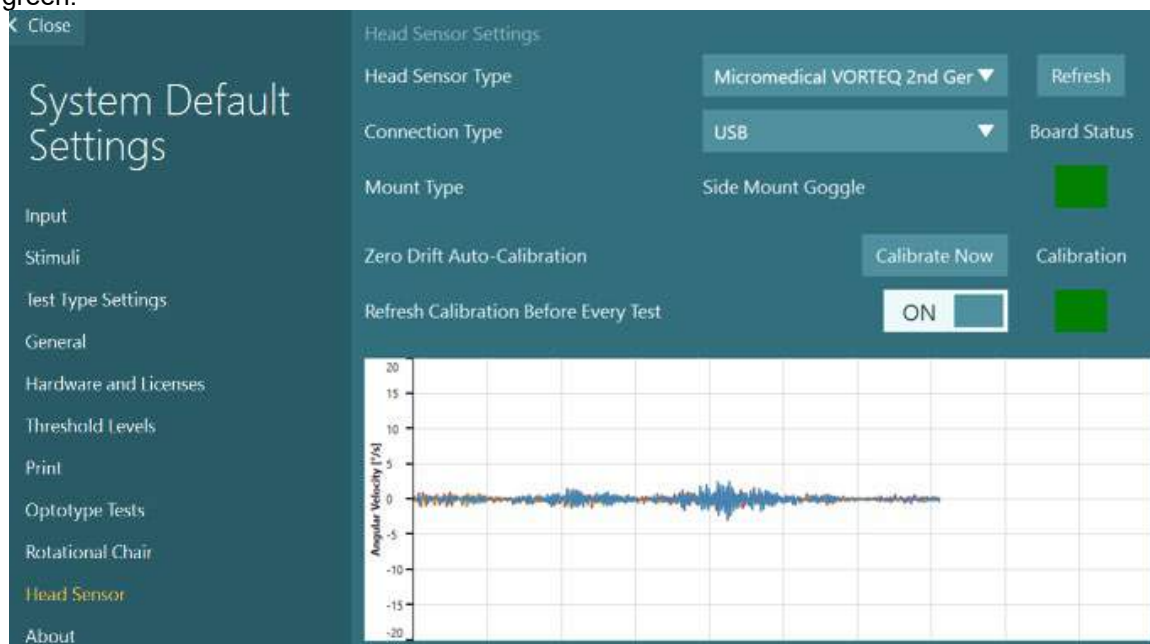 green.
Close
System Default
Settings
Input
Stimuli
Test Type Settings
General
Hardware and Licenses
Threshold Levels
Print
Optotype Tests
Rotational Chair
Head Sensor
About
Head Sensor Settings
Head Sensor Type
Micromedical VORTEQ 2nd Ger
Refresh
Connection Type
USB
Board Status
Mount Type
Side Mount Goggle
Zero Drift Auto-Calibration
Calibrate Now
Calibration
Refresh Calibration Before Every Test
ON
Angular Velocity [°/s]
20
15
10
5
0
-5
-10
-15
-20